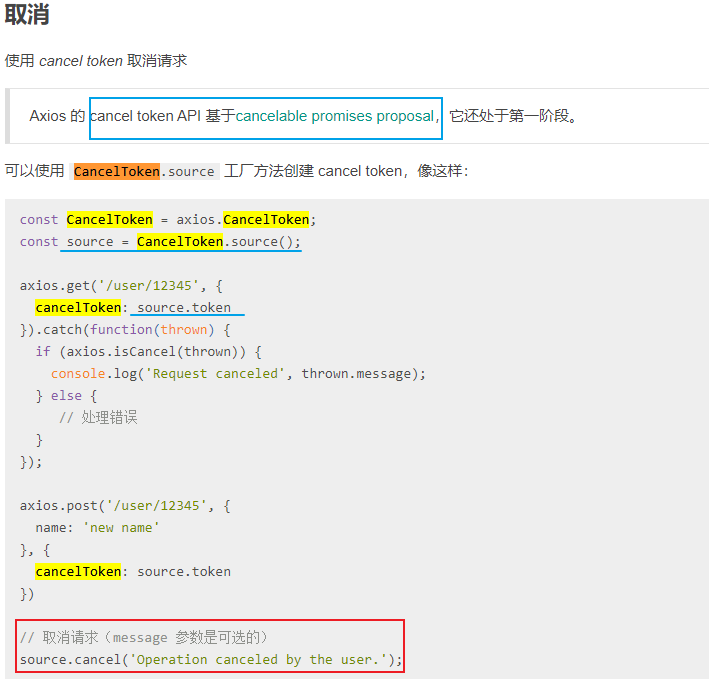 取消
使用 cancel token 取消请求
Axios 的 cancel token API 基于cancelable promises proposal，它还处于第一阶段。
可以使用 CancelToken.source 工厂方法创建 cancel token，像这样：
const CancelToken = axios.CancelToken;
const source = CancelToken.source();
axios.get('/user/12345', {
  cancelToken: source.token
}).catch(function(thrown) {
  if (axios.isCancel(thrown)) {
    console.log('Request canceled', thrown.message);
  } else {
     // 处理错误
  }
});
axios.post('/user/12345', {
  name: 'new name'
}, {
  cancelToken: source.token
})
// 取消请求（message 参数是可选的）
source.cancel('Operation canceled by the user.');